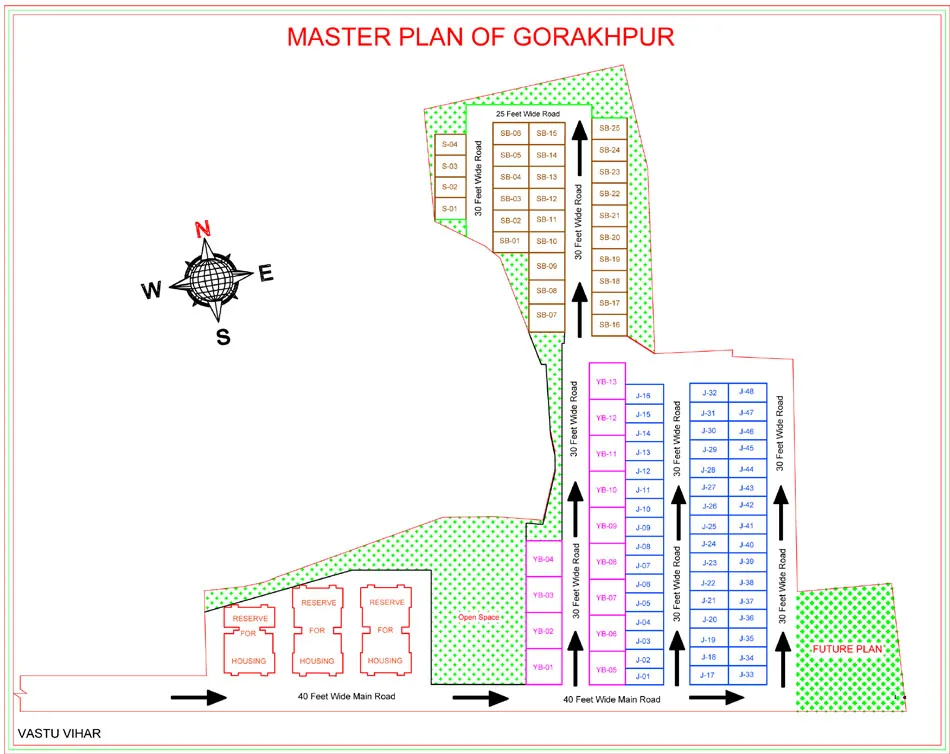 MASTER PLAN OF GORAKHPUR
25 Feet Wide Road
S-04
S-03
S-02
S-01
30 Feet Wide Road
SB-06
SB-05
SB-04
SB-03
SB-02
SB-01
SB-15
SB-14
SB-13
SB-12
SB-11
SB-10
SB-09
SB-08
SB-07
30 Feet Wide Road
SB-25
SB-24
SB-23
SB-22
SB-21
SB-20
SB-19
SB-18
SB-17
SB-16
N
W
E
S
30 Feet Wide Road
YB-13
YB-12
YB-11
YB-10
YB-09
YB-08
YB-07
YB-06
YB-05
J-16
J-15
J-14
J-13
J-12
J-11
J-10
J-09
J-08
J-07
J-06
J-05
J-04
J-03
J-02
J-01
30 Feet Wide Road
30 Feet Wide Road
J-32
J-31
J-30
J-29
J-28
J-27
J-26
J-25
J-24
J-23
J-22
J-21
J-20
J-19
J-18
J-17
J-48
J-47
J-46
J-45
J-44
J-43
J-42
J-41
J-40
J-39
J-38
J-37
J-36
J-35
J-34
J-33
30 Feet Wide Road
30 Feet Wide Road
YB-04
YB-03
YB-02
YB-01
30 Feet Wide Road
RESERVE
FOR
HOUSING
RESERVE
FOR
HOUSING
RESERVE
FOR
HOUSING
Open Space
FUTURE PLAN
40 Feet Wide Main Road
40 Feet Wide Main Road
VASTU VIHAR